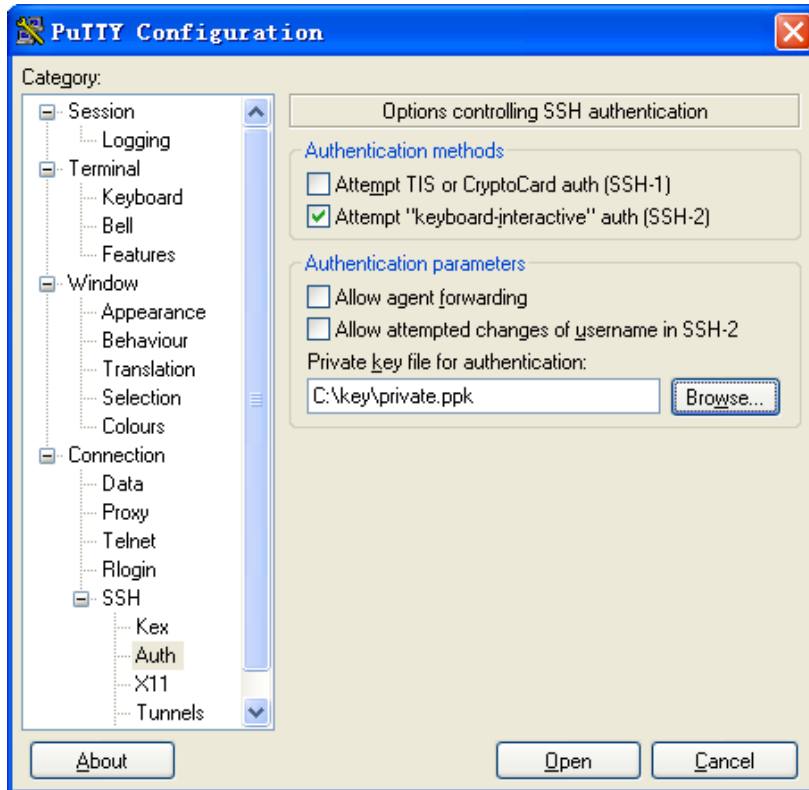 PuTTY Configuration
Category:
Session
Logging
Terminal
Keyboard
Bell
Features
Window
Appearance
Behaviour
Translation
Selection
Colours
Connection
Data
Proxy
Telnet
Rlogin
SSH
Kex
Auth
X11
Tunnels
Options controlling SSH authentication
Authentication methods
Attempt TIS or CryptoCard auth (SSH-1)
Attempt "keyboard-interactive" auth (SSH-2)
Authentication parameters
Allow agent forwarding
Allow attempted changes of username in SSH-2
Private key file for authentication:
C:\key\private.ppk
Browse...
About
Open
Cancel